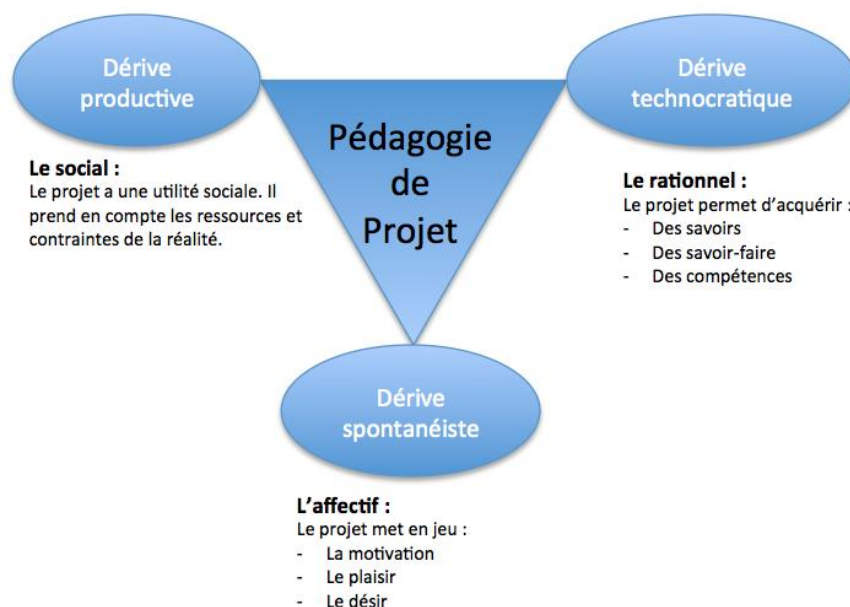 Dérive
productive
Pédagogie
de
Projet
Dérive
technocratique
Le social :
Le projet a une utilité sociale. Il
prend en compte les ressources et
contraintes de la réalité.
Le rationnel :
Le projet permet d'acquérir :
- Des savoirs
- Des savoir-faire
- Des compétences
Dérive
spontanéiste
L'affectif :
Le projet met en jeu :
- La motivation
- Le plaisir
- Le désir